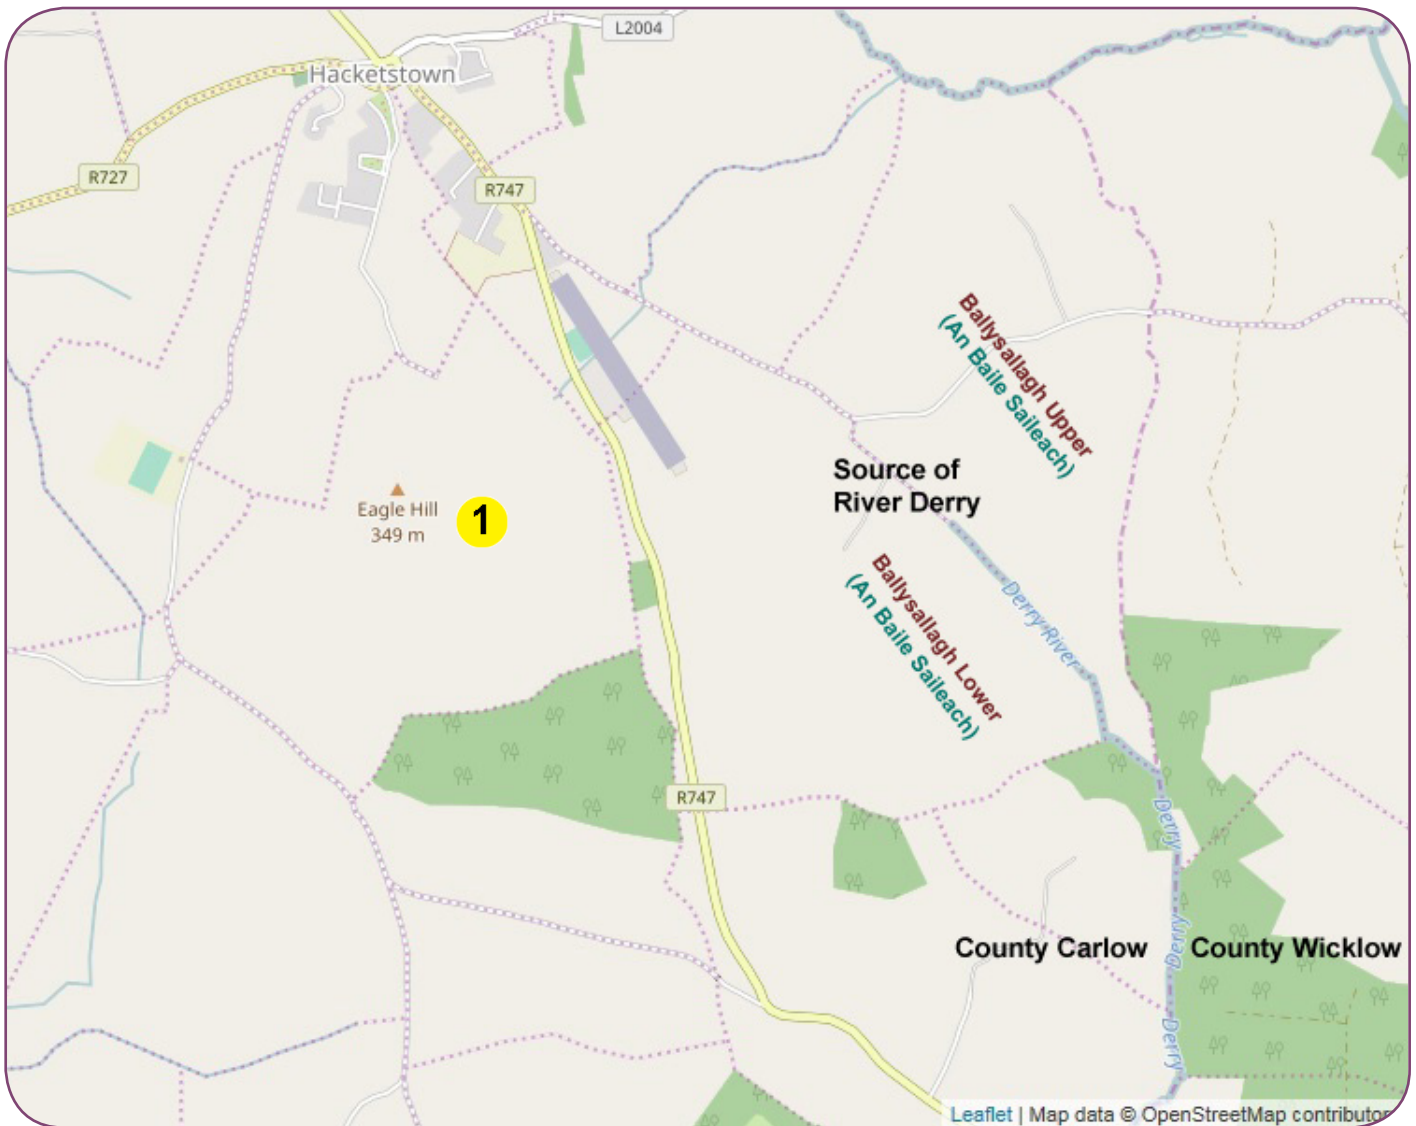 L2004
Hacketstown
R727
R747
Ballysallagh Upper
(An Baile Saileach)
Source of
River Derry
Eagle Hill
349 m
1
Derry River
Ballysallagh Lower
(An Baile Saileach)
R747
Derry
Derry
County Carlow
County Wicklow
Derry
Leaflet | Map data © OpenStreetMap contributor